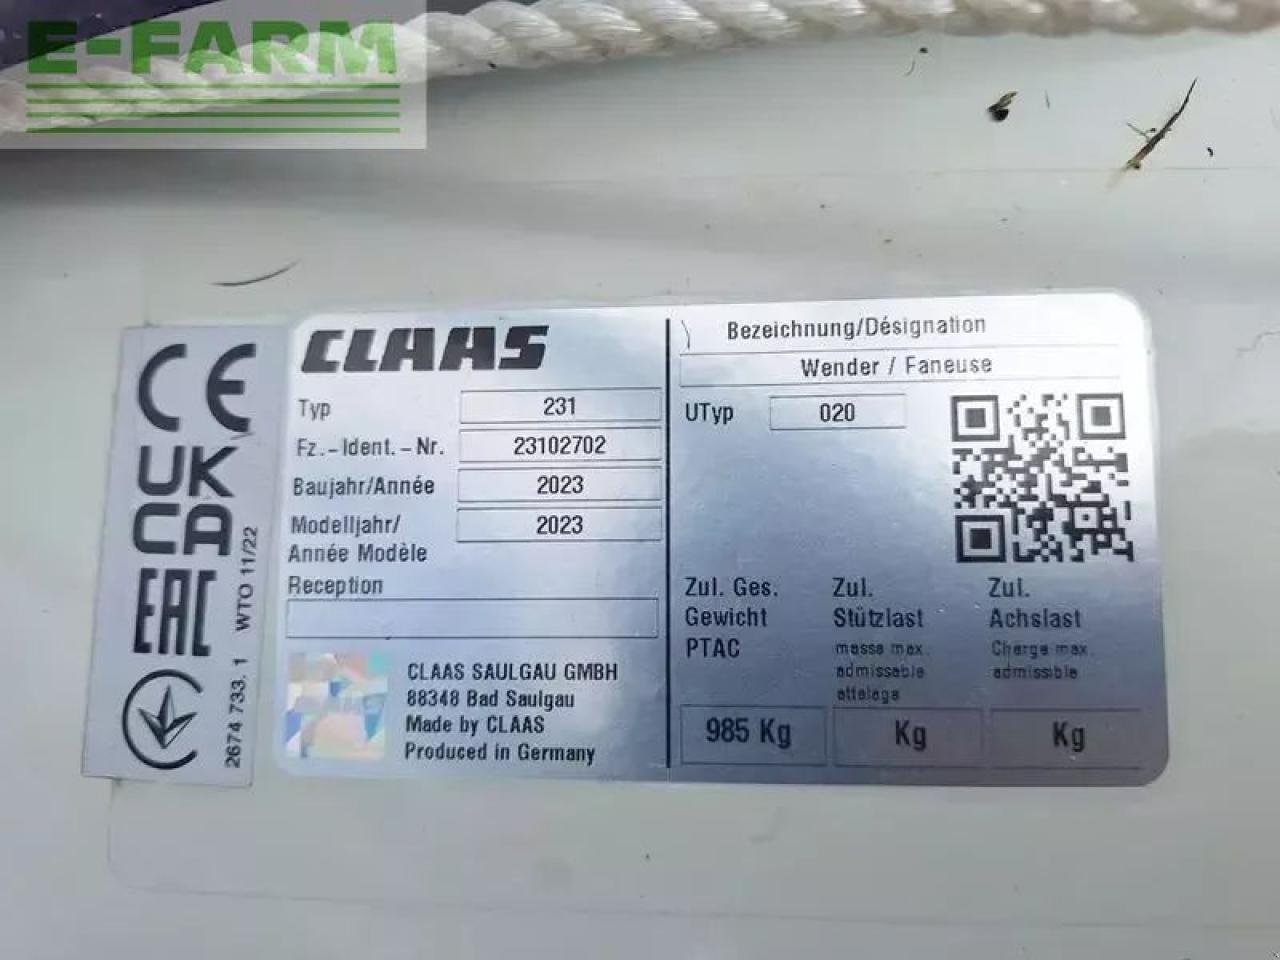 E-FARM
CLAAS
Typ 231
Fz.-Ident.-Nr. 23102702
Baujahr/Année 2023
Modelljahr/ 2023
Année Modèle
Reception
CLAAS SAULGAU GMBH
88348 Bad Saulgau
Made by CLAAS
Produced in Germany
Bezeichnung/Désignation
Wender / Faneuse
UTyp 020
Zul. Ges. Zul. Zul.
Gewicht Stützlast Achslast
PTAC masse max. Charge max.
admissable admissible
attelage
985 Kg Kg Kg
CE
UK
CA
EAC
2674 733. 1 WTO 11/22